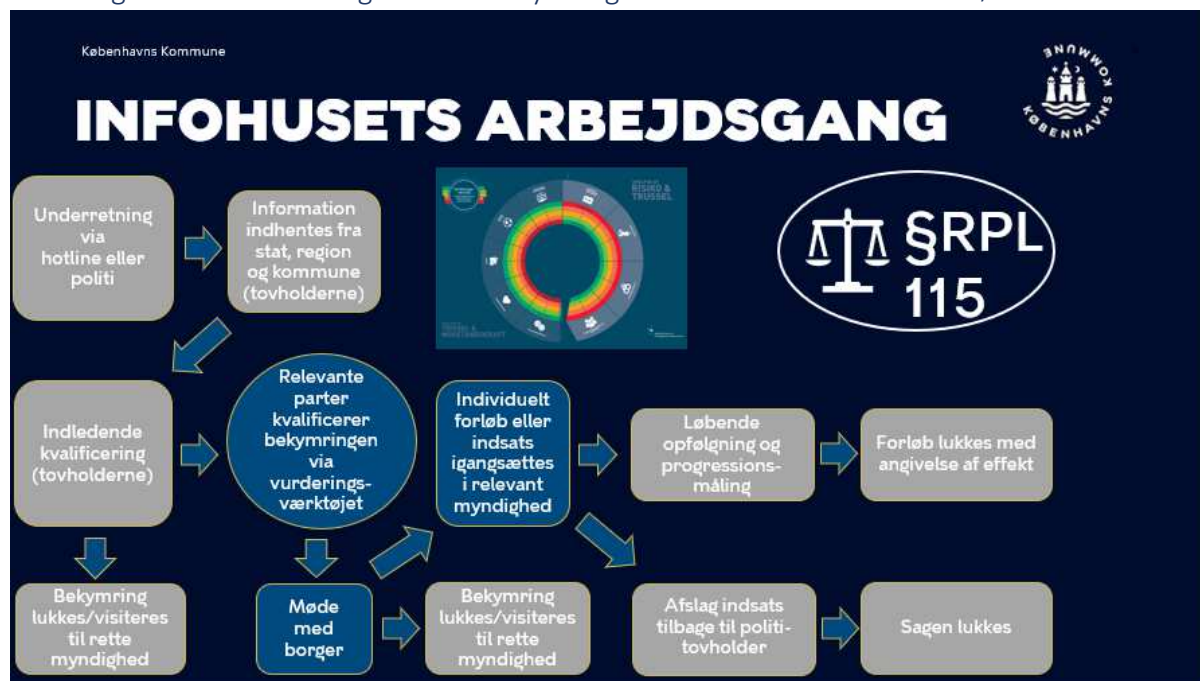 Københavns Kommune
KØBENHAVNS KOMMUNE
INFOHUSETS ARBEJDSGANG
Underretning
via
hotline eller
politi
Information
indhentes fra
stat, region
og kommune
(tovholderne)
RISIKO &
TRUSSEL
§RPL
115
Indledende
kvalificering
(tovholderne)
Relevante
parter
kvalificerer
bekymringen
via
vurderings-
værktøjet
Individuelt
forløb eller
indsats
igangsættes
i relevant
myndighed
Løbende
opfølgning og
progressions-
måling
Forløb lukkes med
angivelse af effekt
Bekymring
lukkes/visiteres
til rette
myndighed
Møde
med
borger
Bekymring
lukkes/visiteres
til rette
myndighed
Afslag indsats
tilbage til politi-
tovholder
Sagen lukkes